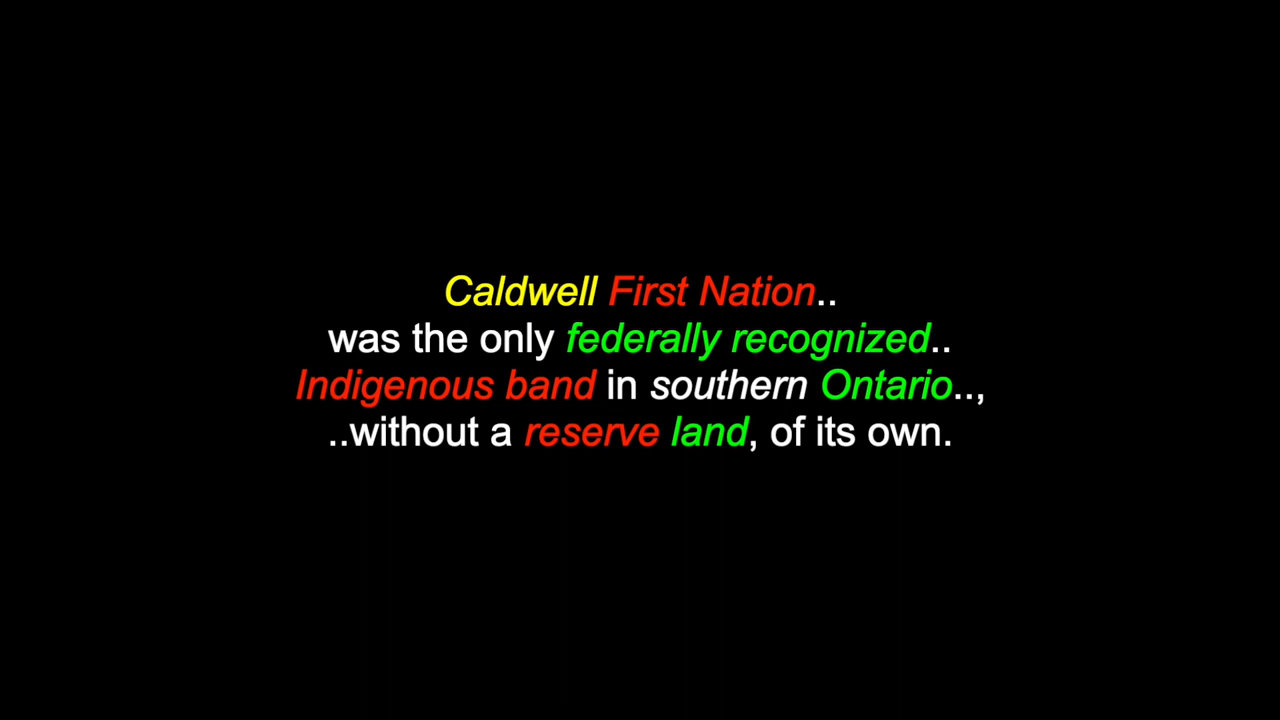 Caldwell First Nation..
was the only federally recognized..
Indigenous band in southern Ontario..,
..without a reserve land, of its own.